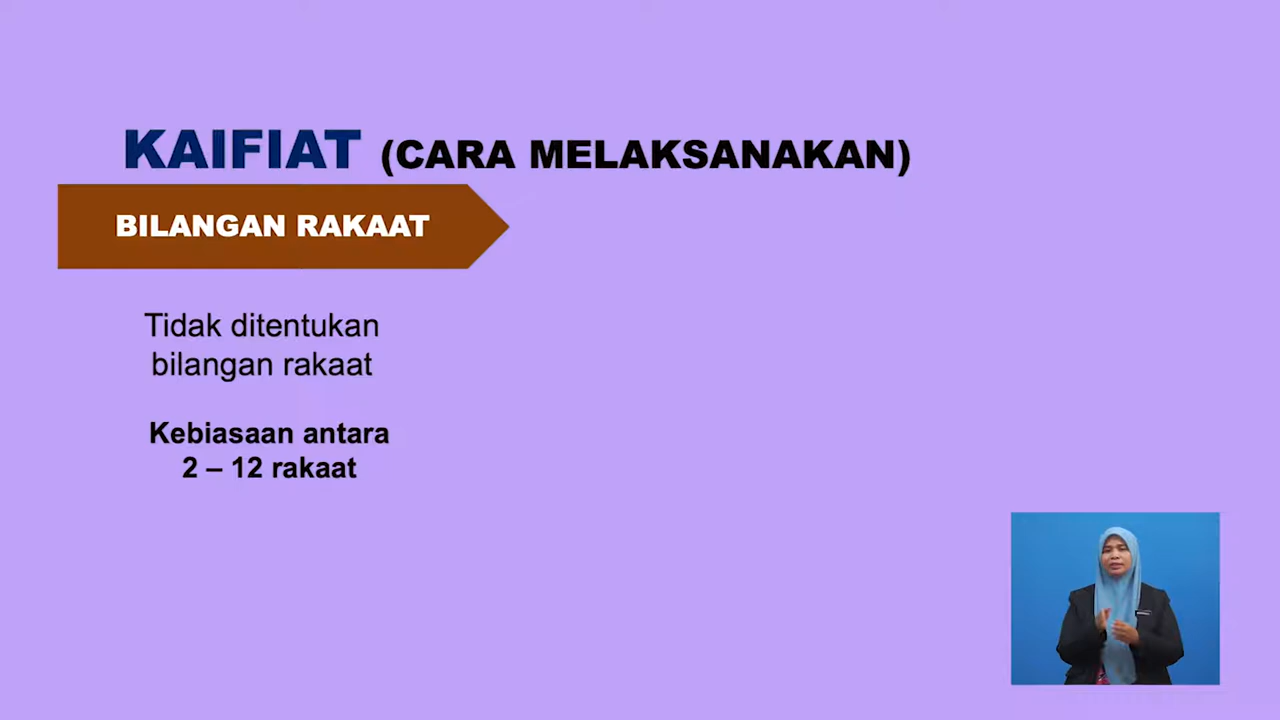 KAIFIAT (CARA MELAKSANAKAN)
BILANGAN RAKAAT
Tidak ditentukan
bilangan rakaat
Kebiasaan antara
2 – 12 rakaat